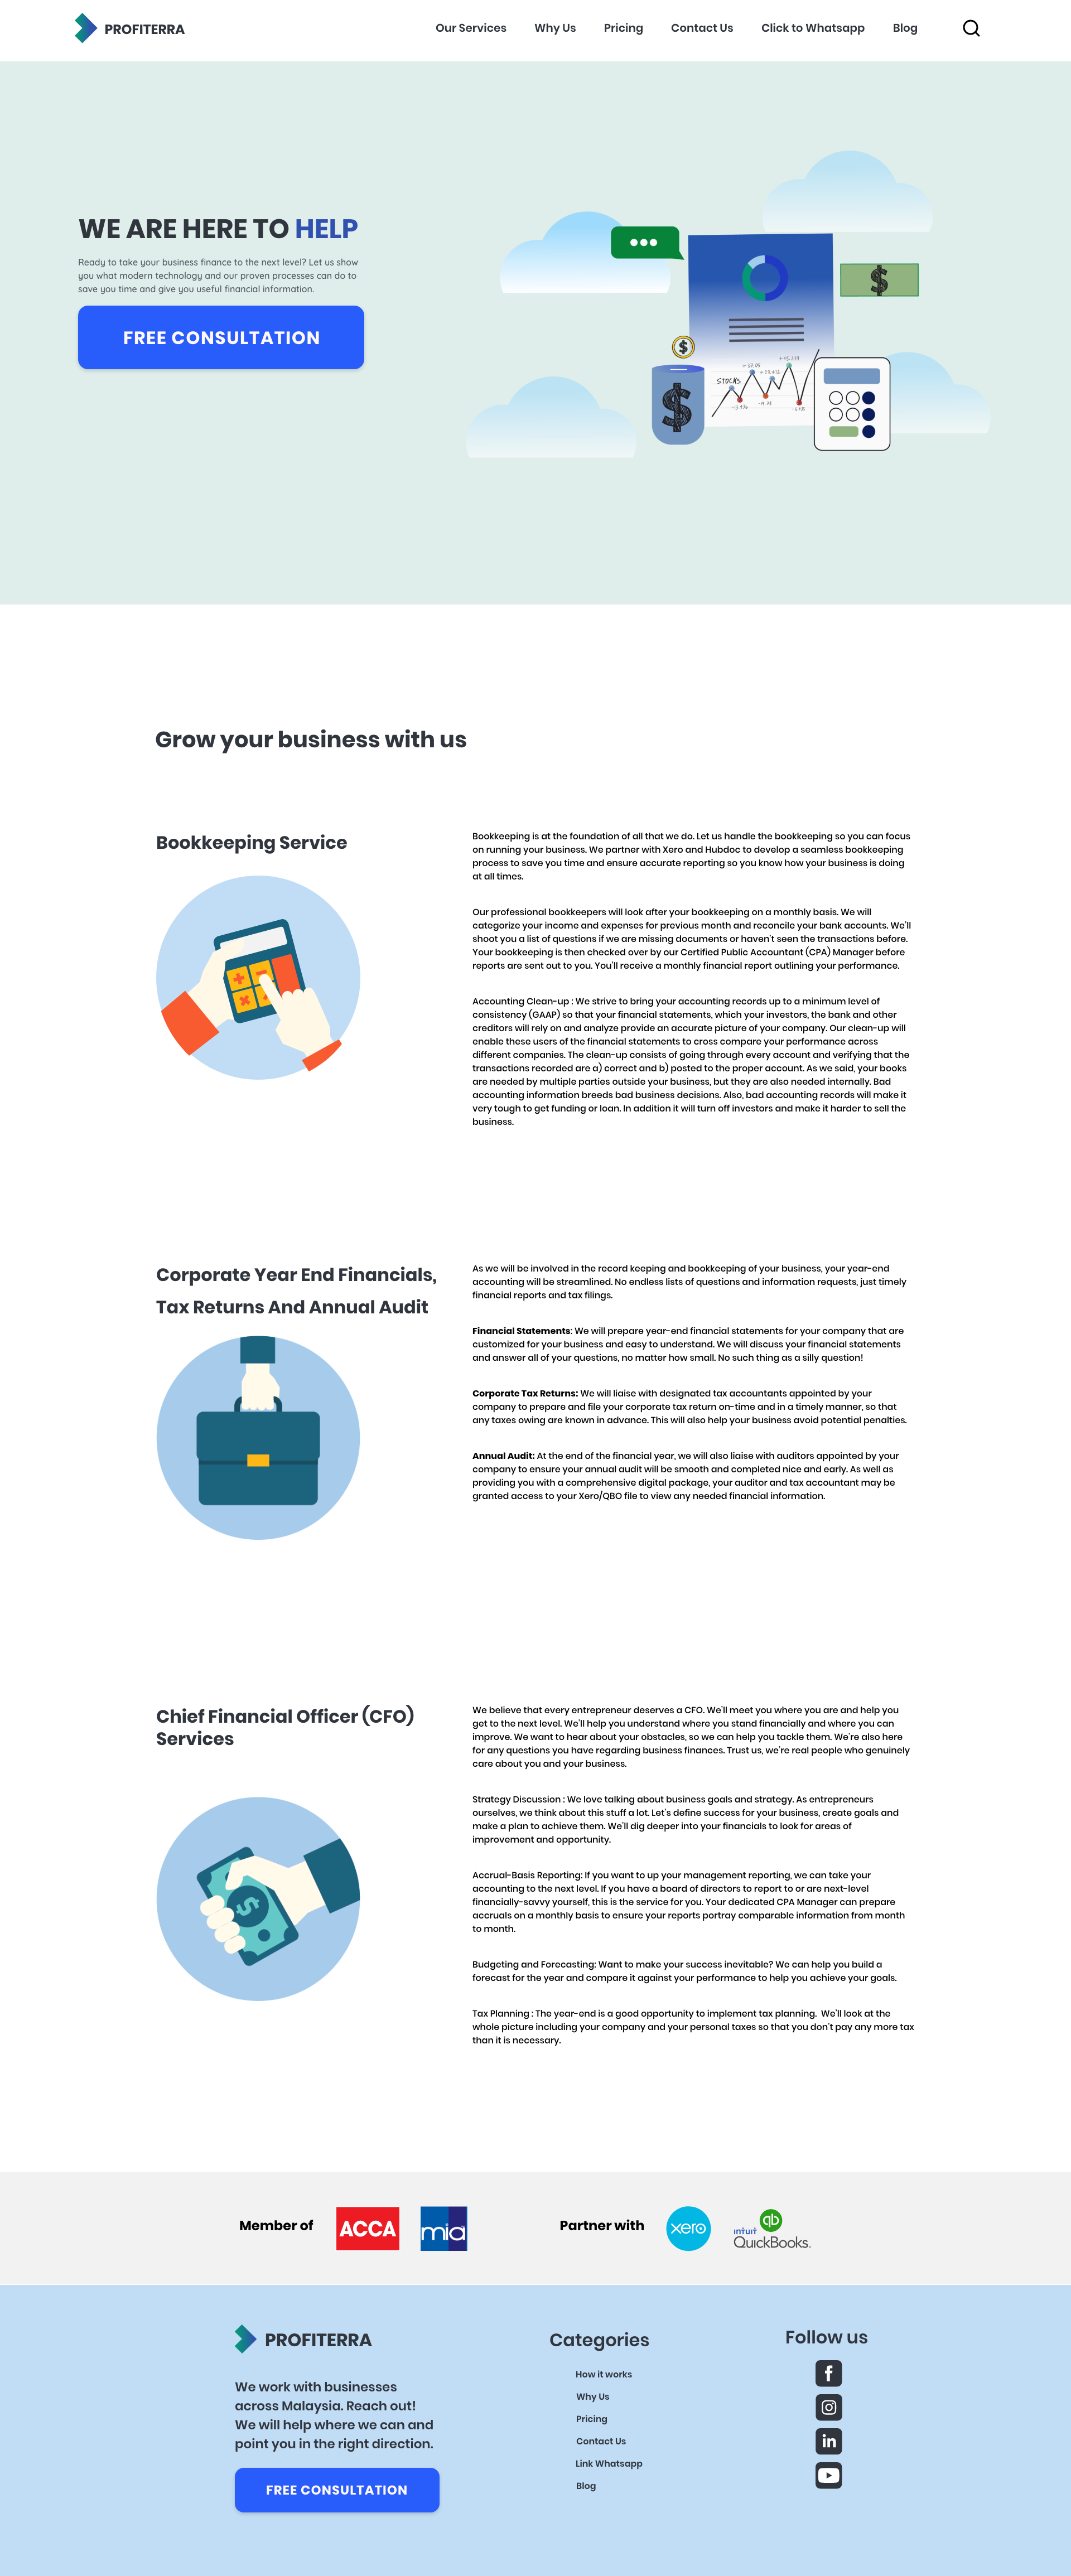 PROFITERRA
Our Services
Why Us
Pricing
Contact Us
Click to Whatsapp
Blog
WE ARE HERE TO HELP
Ready to take your business finance to the next level? Let us show
you what modern technology and our proven processes can do to
save you time and give you useful financial information.
FREE CONSULTATION
$
$
$
STOCKS
Grow your business with us
Bookkeeping Service
Bookkeeping is at the foundation of all that we do. Let us handle the bookkeeping so you can focus
on running your business. We partner with Xero and Hubdoc to develop a seamless bookkeeping
process to save you time and ensure accurate reporting so you know how your business is doing
at all times.
Our professional bookkeepers will look after your bookkeeping on a monthly basis. We will
categorize your income and expenses for previous month and reconcile your bank accounts. We'll
shoot you a list of questions if we are missing documents or haven't seen the transactions before.
Your bookkeeping is then checked over by our Certified Public Accountant (CPA) Manager before
reports are sent out to you. You'll receive a monthly financial report outlining your performance.
Accounting Clean-up : We strive to bring your accounting records up to a minimum level of
consistency (GAAP) so that your financial statements, which your investors, the bank and other
creditors will rely on and analyze provide an accurate picture of your company. Our clean-up will
enable these users of the financial statements to cross compare your performance across
different companies. The clean-up consists of going through every account and verifying that the
transactions recorded are a) correct and b) posted to the proper account. As we said, your books
are needed by multiple parties outside your business, but they are also needed internally. Bad
accounting information breeds bad business decisions. Also, bad accounting records will make it
very tough to get funding or loan. In addition it will turn off investors and make it harder to sell the
business.
Corporate Year End Financials,
Tax Returns And Annual Audit
As we will be involved in the record keeping and bookkeeping of your business, your year-end
accounting will be streamlined. No endless lists of questions and information requests, just timely
financial reports and tax filings.
Financial Statements: We will prepare year-end financial statements for your company that are
customized for your business and easy to understand. We will discuss your financial statements
and answer all of your questions, no matter how small. No such thing as a silly question!
Corporate Tax Returns: We will liaise with designated tax accountants appointed by your
company to prepare and file your corporate tax return on-time and in a timely manner, so that
any taxes owing are known in advance. This will also help your business avoid potential penalties.
Annual Audit: At the end of the financial year, we will also liaise with auditors appointed by your
company to ensure your annual audit will be smooth and completed nice and early. As well as
providing you with a comprehensive digital package, your auditor and tax accountant may be
granted access to your Xero/QBO file to view any needed financial information.
Chief Financial Officer (CFO)
Services
We believe that every entrepreneur deserves a CFO. We'll meet you where you are and help you
get to the next level. We'll help you understand where you stand financially and where you can
improve. We want to hear about your obstacles, so we can help you tackle them. We're also here
for any questions you have regarding business finances. Trust us, we're real people who genuinely
care about you and your business.
Strategy Discussion : We love talking about business goals and strategy. As entrepreneurs
ourselves, we think about this stuff a lot. Let's define success for your business, create goals and
make a plan to achieve them. We'll dig deeper into your financials to look for areas of
improvement and opportunity.
Accrual-Basis Reporting: If you want to up your management reporting, we can take your
accounting to the next level. If you have a board of directors to report to or are next-level
financially-savvy yourself, this is the service for you. Your dedicated CPA Manager can prepare
accruals on a monthly basis to ensure your reports portray comparable information from month
to month.
Budgeting and Forecasting: Want to make your success inevitable? We can help you build a
forecast for the year and compare it against your performance to help you achieve your goals.
Tax Planning : The year-end is a good opportunity to implement tax planning. We'll look at the
whole picture including your company and your personal taxes so that you don't pay any more tax
than it is necessary.
$
Member of
ACCA
mia
Partner with
xero
qb
intuit
QuickBooks.
PROFITERRA
We work with businesses
across Malaysia. Reach out!
We will help where we can and
point you in the right direction.
FREE CONSULTATION
Categories
How it works
Why Us
Pricing
Contact Us
Link Whatsapp
Blog
Follow us
f
in